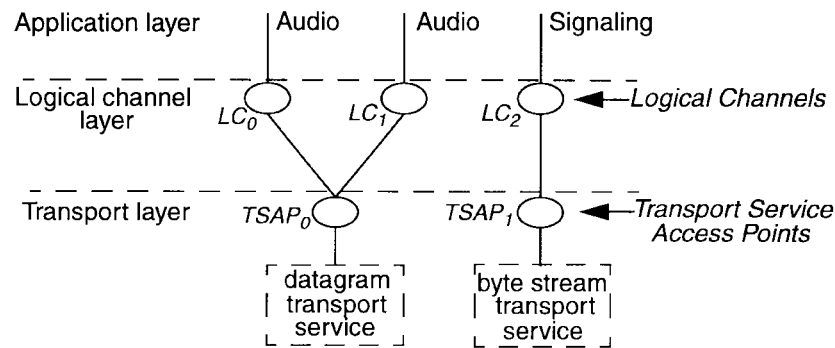 Application layer
Audio
Audio
Signaling
Logical channel
layer
LC0
LC1
LC2
Logical Channels
Transport layer
TSAP0
TSAP1
Transport Service
Access Points
datagram
transport
service
byte stream
transport
service